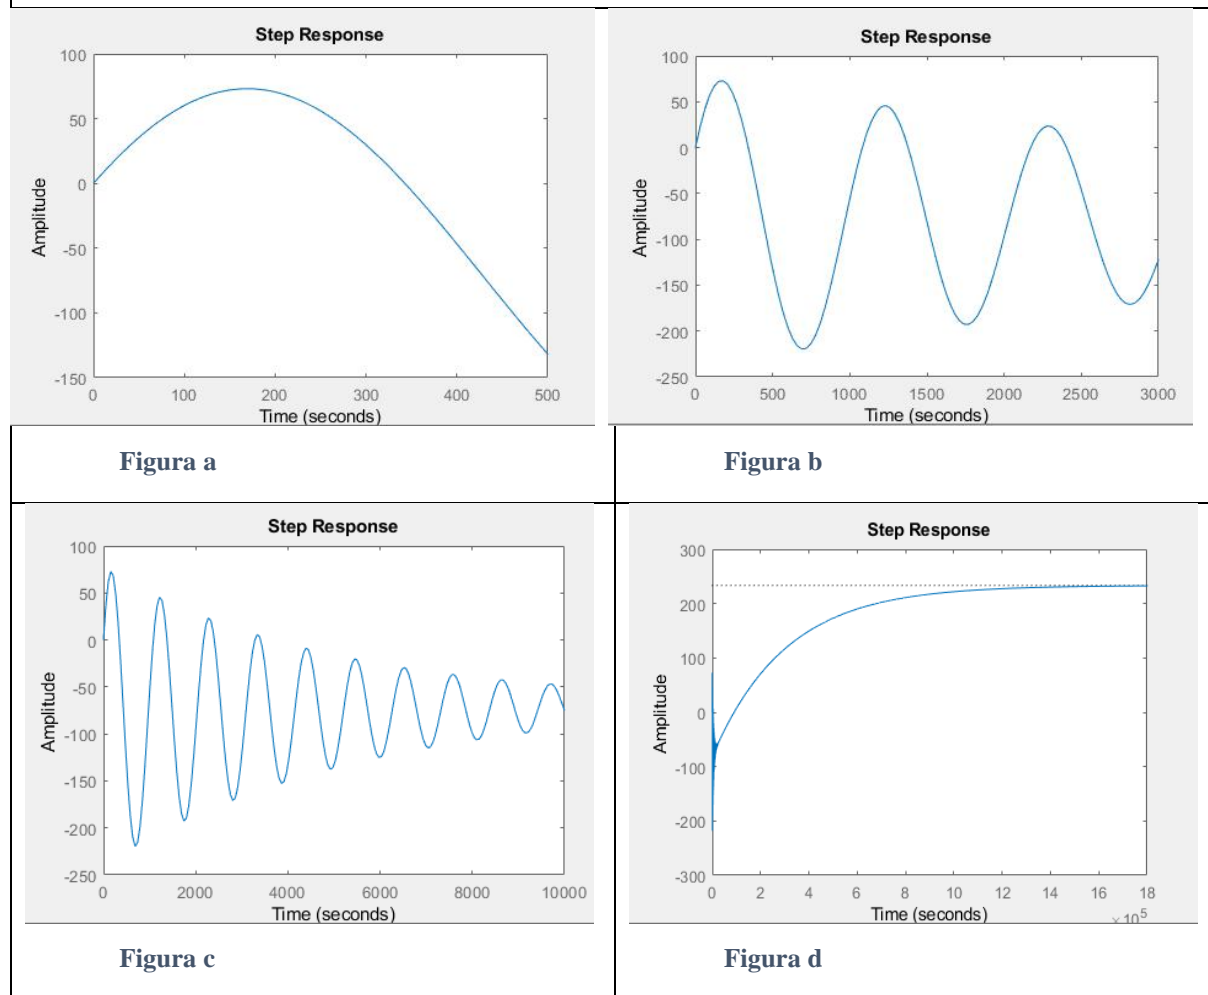 Step Response
100
50
0
-50
-100
-150
Amplitude
0 100 200 300 400 500
Time (seconds)
Figura a
Step Response
100
50
0
-50
-100
-150
-200
-250
Amplitude
0 500 1000 1500 2000 2500 3000
Time (seconds)
Figura b
Step Response
100
50
0
-50
-100
-150
-200
-250
Amplitude
0 2000 4000 6000 8000 10000
Time (seconds)
Figura c
Step Response
300
200
100
0
-100
-200
-300
Amplitude
0 2 4 6 8 10 12 14 16 18
Time (seconds)
× 10^5
Figura d